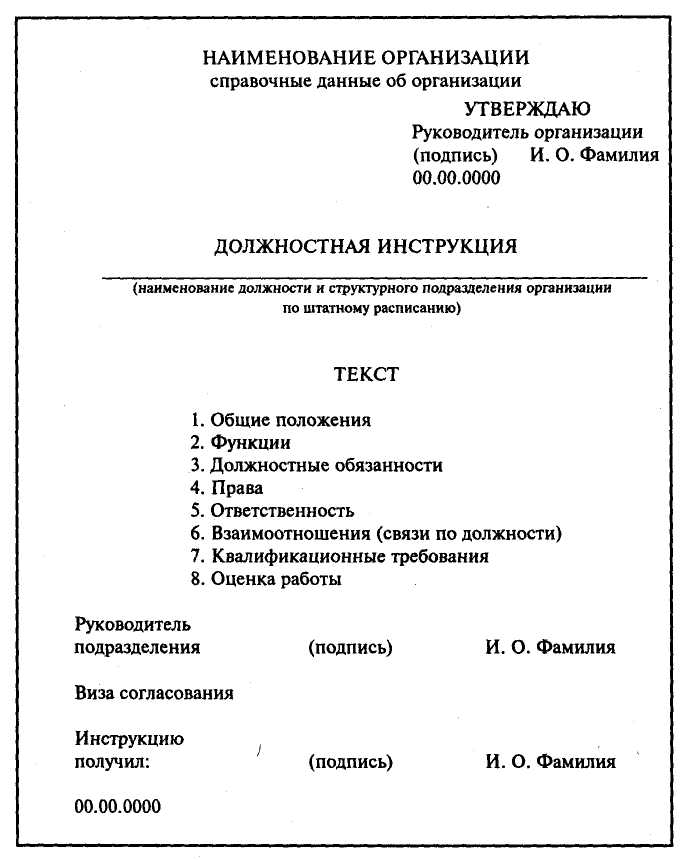 НАИМЕНОВАНИЕ ОРГАНИЗАЦИИ
справочные данные об организации
УТВЕРЖДАЮ
Руководитель организации
(подпись) И. О. Фамилия
00.00.0000
ДОЛЖНОСТНАЯ ИНСТРУКЦИЯ
(наименование должности и структурного подразделения организации
по штатному расписанию)
ТЕКСТ
1. Общие положения
2. Функции
3. Должностные обязанности
4. Права
5. Ответственность
6. Взаимоотношения (связи по должности)
7. Квалификационные требования
8. Оценка работы
Руководитель
подразделения (подпись) И. О. Фамилия
Виза согласования
Инструкцию
получил: (подпись) И. О. Фамилия
00.00.0000